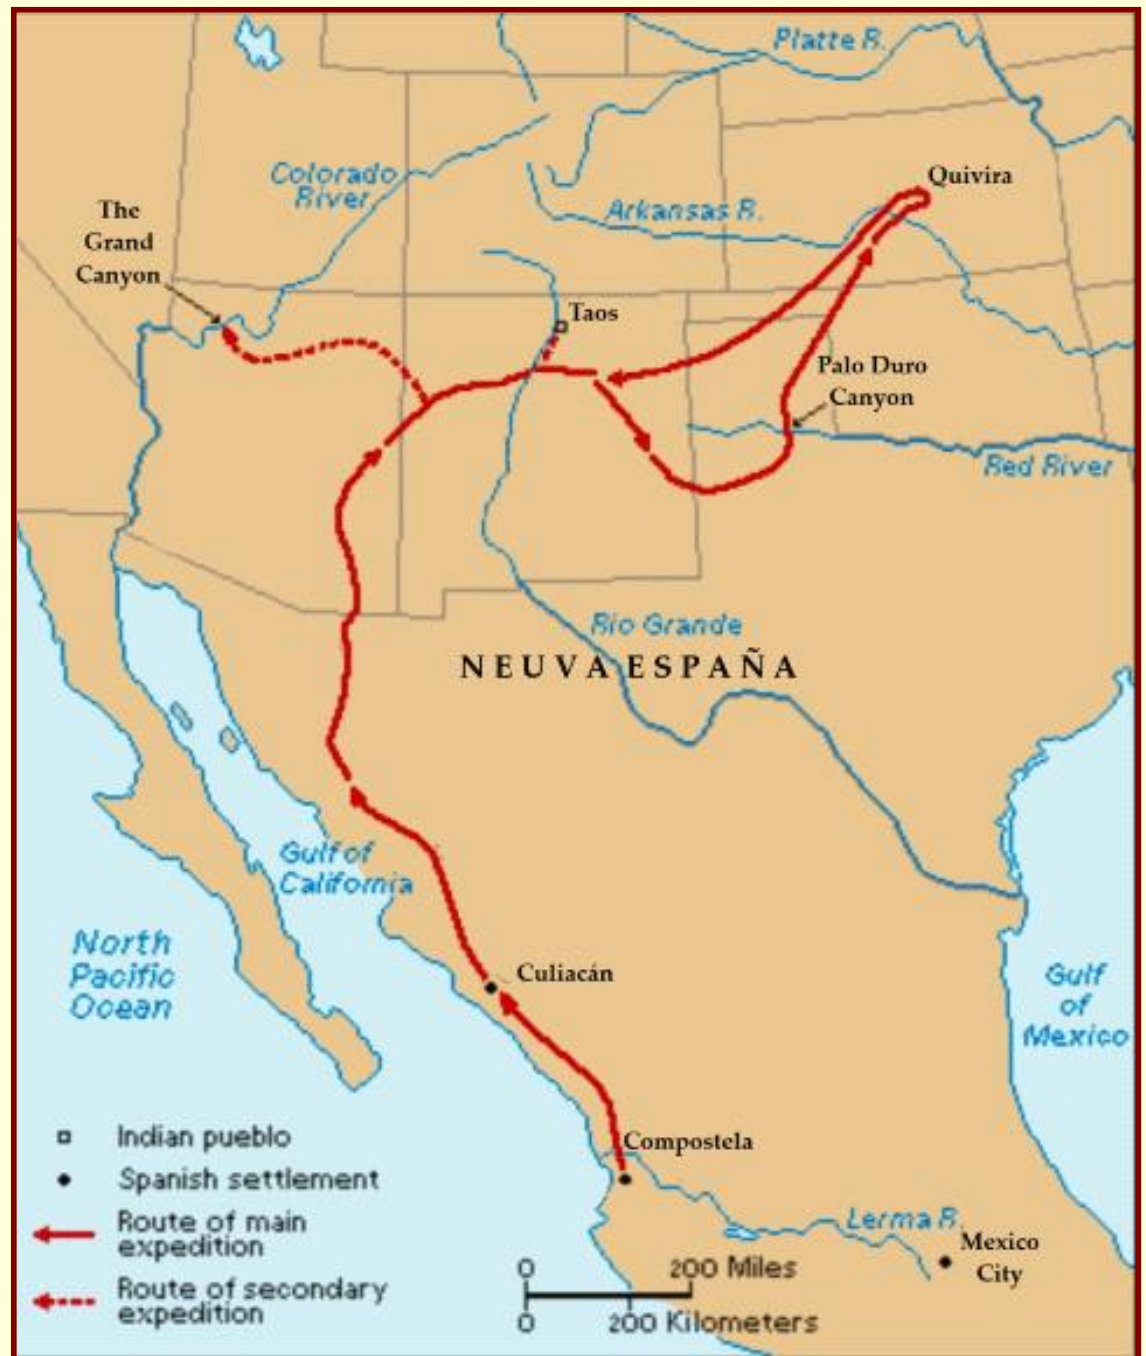 Platte R.
Colorado
River
Quivira
The
Grand
Canyon
Arkansas R.
Taos
Palo Duro
Canyon
Red River
Rio Grande
NEUVA ESPAÑA
Gulf of
California
North
Pacific
Ocean
Culiacán
Gulf
of
Mexico
Indian pueblo
Compostela
Spanish settlement
Route of main
expedition
Lerma R.
Mexico
City
Route of secondary
expedition
0 200 Miles
0 200 Kilometers